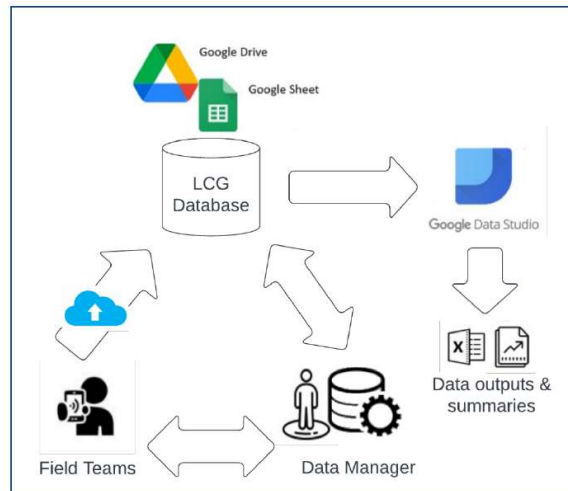 Google Drive
Google Sheet
LCG
Database
Google Data Studio
X
Data outputs &
summaries
Field Teams
Data Manager